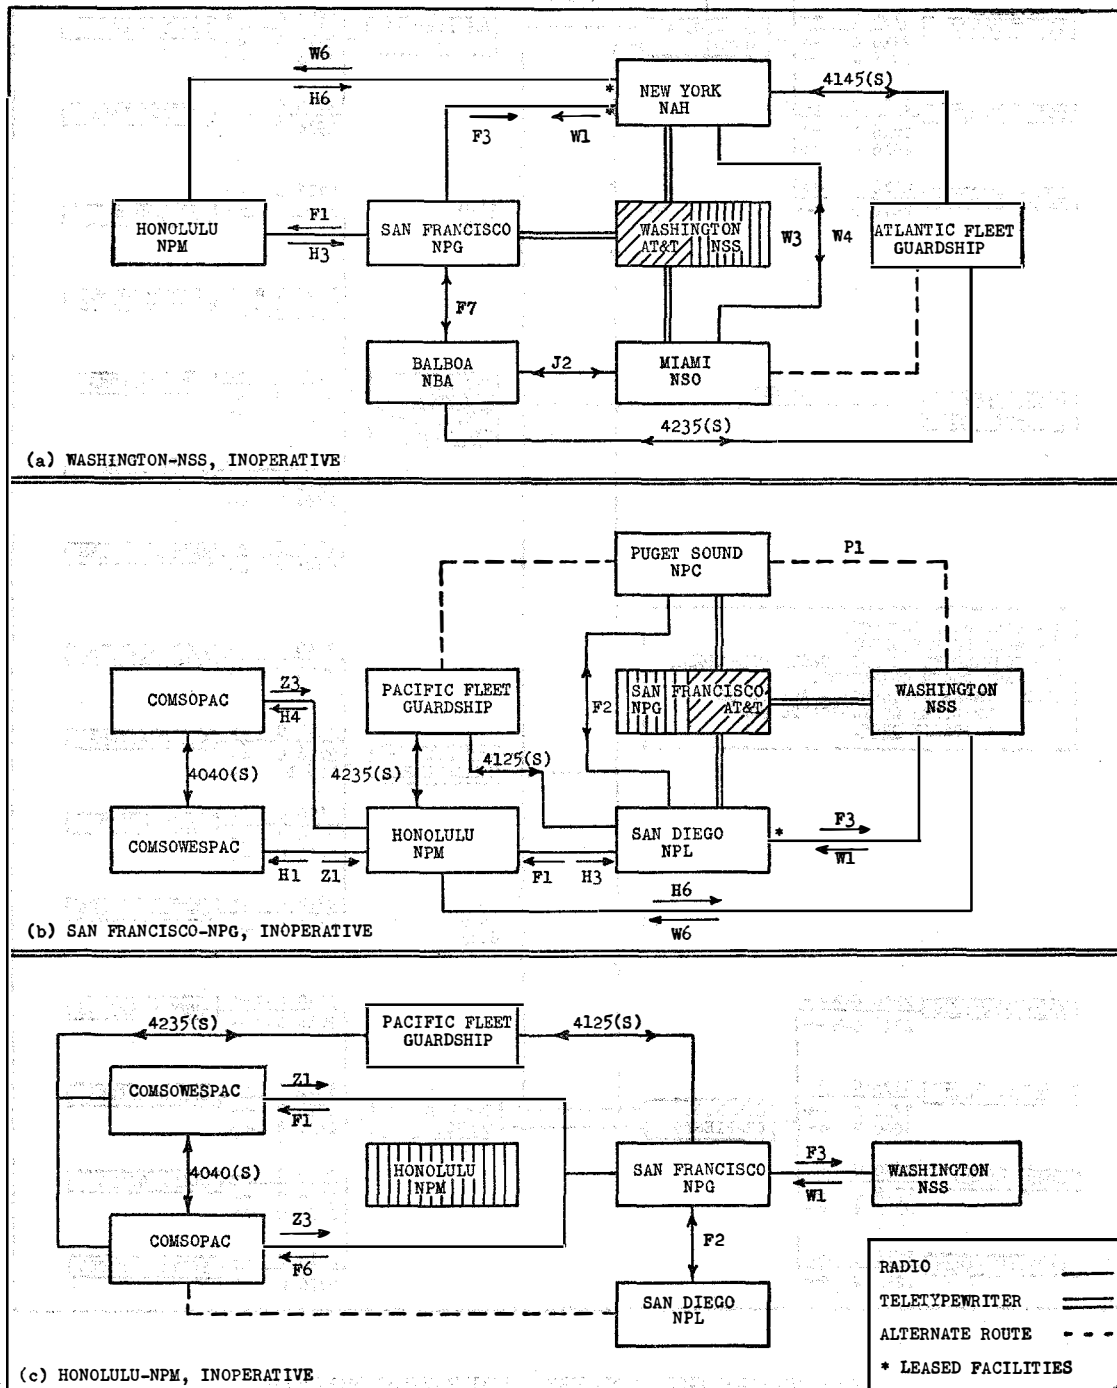 W6
H6
*
NEW YORK
NAH
4145(S)
*
F3
W1
HONOLULU
NPM
F1
H3
SAN FRANCISCO
NPG
WASHINGTON
AT&T NSS
W3
W4
ATLANTIC FLEET
GUARDSHIP
F7
BALBOA
NBA
J2
MIAMI
NSO
4235(S)
(a) WASHINGTON-NSS, INOPERATIVE
PUGET SOUND
NPC
P1
COMSOPAC
Z3
H4
PACIFIC FLEET
GUARDSHIP
F2
SAN FRANCISCO
NPG AT&T
WASHINGTON
NSS
4040(S)
4235(S)
4125(S)
COMSOWESPAC
H1
Z1
HONOLULU
NPM
F1
H3
SAN DIEGO
NPL
*
F3
W1
H6
W6
(b) SAN FRANCISCO-NPG, INOPERATIVE
4235(S)
PACIFIC FLEET
GUARDSHIP
4125(S)
COMSOWESPAC
Z1
F1
4040(S)
HONOLULU
NPM
SAN FRANCISCO
NPG
F3
W1
WASHINGTON
NSS
COMSOPAC
Z3
F6
F2
SAN DIEGO
NPL
RADIO
TELETYPEWRITER
ALTERNATE ROUTE
* LEASED FACILITIES
(c) HONOLULU-NPM, INOPERATIVE